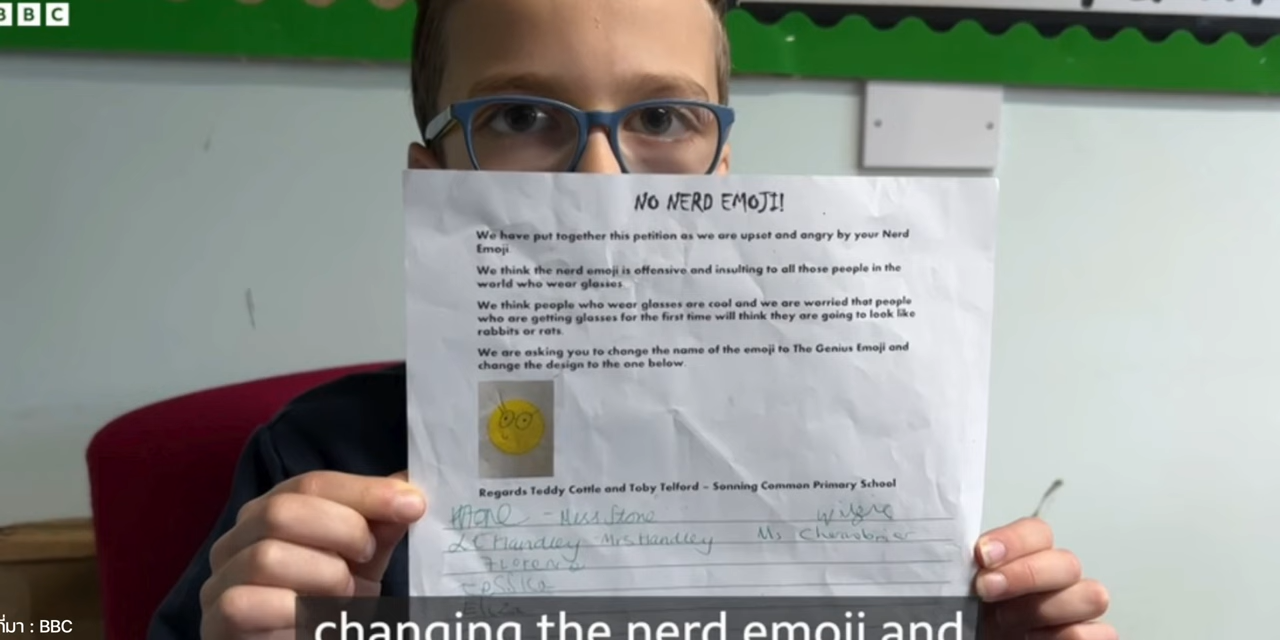 BBC
NO NERD EMOJI!
We have put together this petition as we are upset and angry by your Nerd
Emoji.
We think the nerd emoji is offensive and insulting to all those people in the
world who wear glasses.
We think people who wear glasses are cool and we are worried that people
who are getting glasses for the first time will think they are going to look like
rabbits or rats.
We are asking you to change the name of the emoji to The Genius Emoji and
change the design to the one below.
Regards Teddy Cottle and Toby Telford – Sonning Common Primary School
- Miss Stone
L C Handley Mrs Handley Ms
Jessica
changing the nerd emoji and
ที่มา : BBC